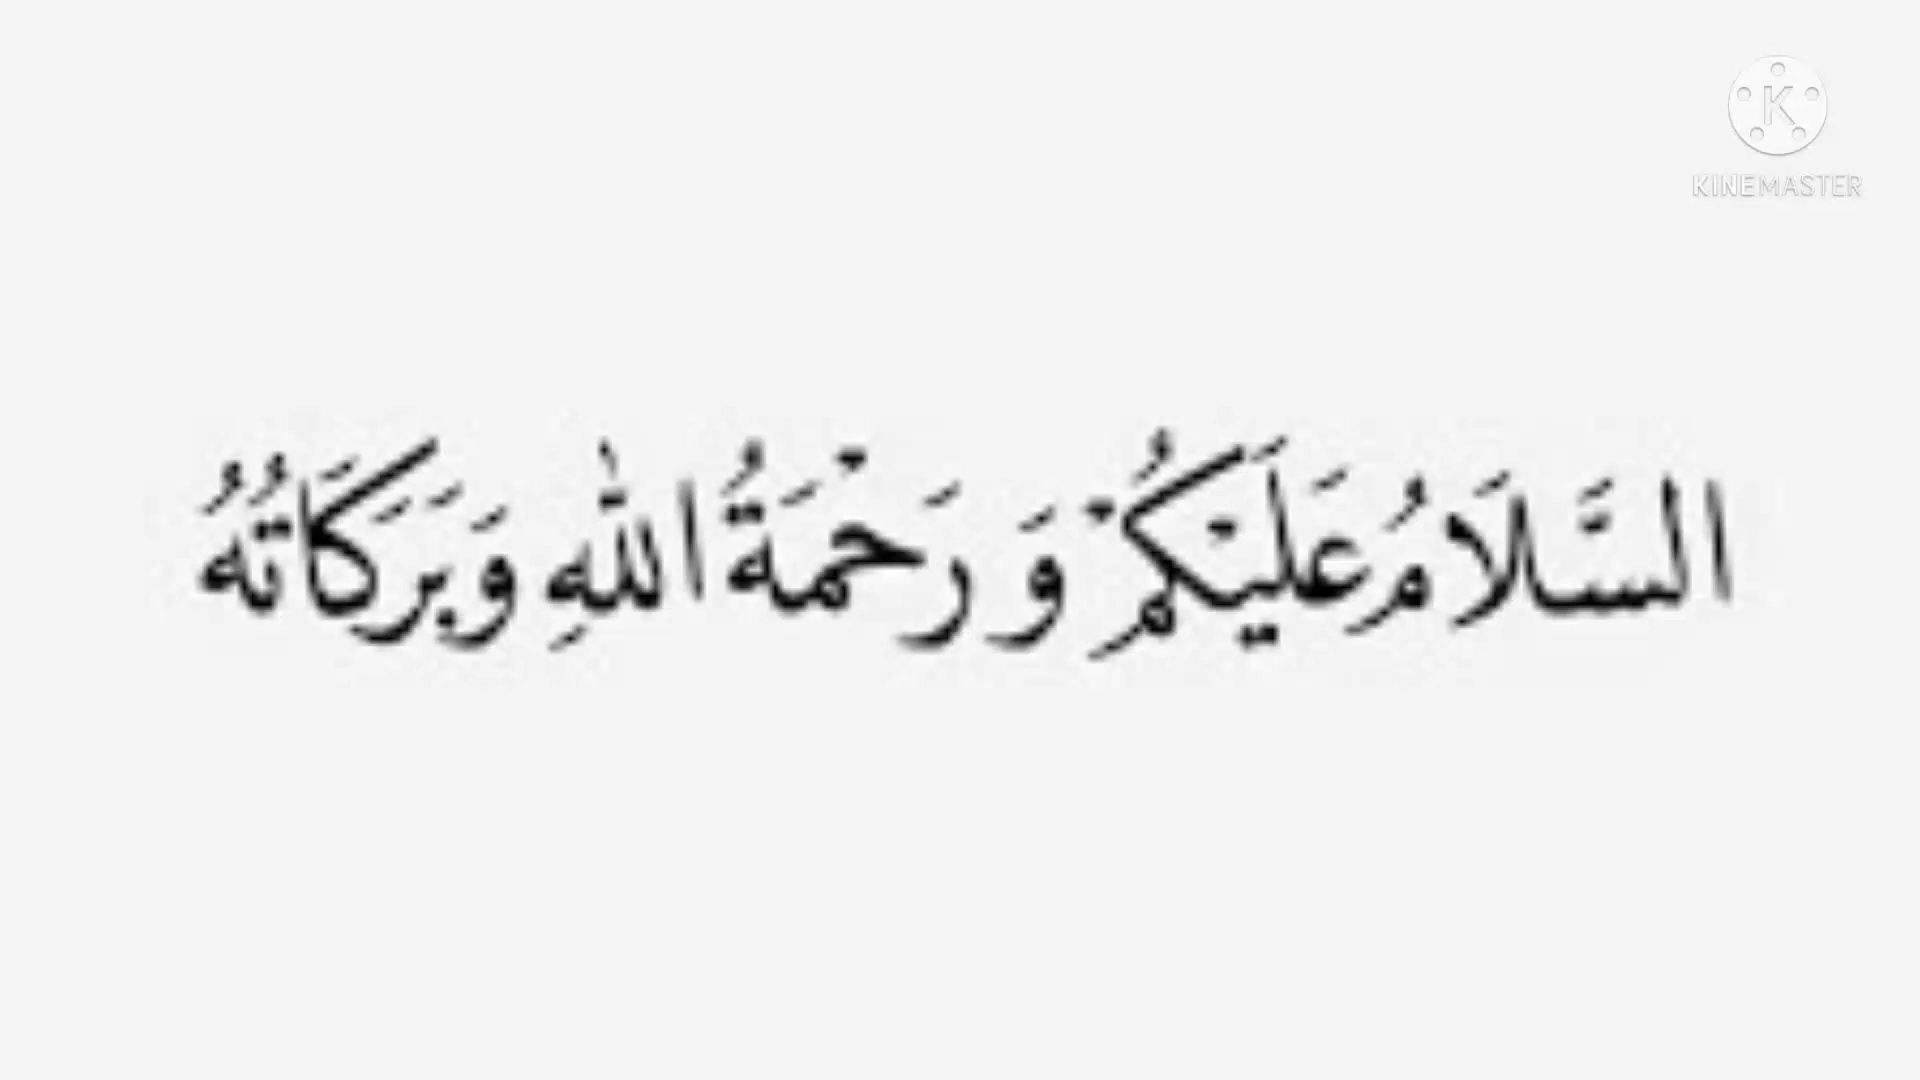 KINEMASTER
السَّلَامُ عَلَيْكُمْ وَ رَحْمَةُ اللهِ وَبَرَكَاتُهُ